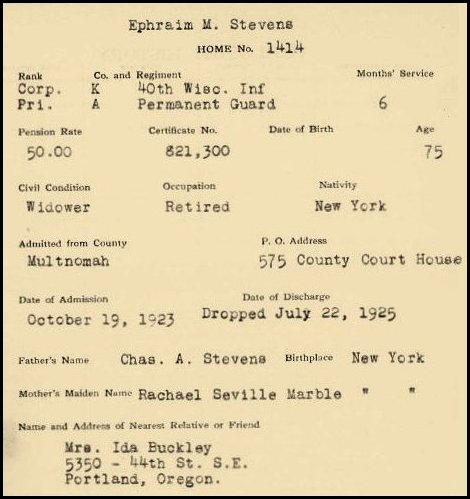 Ephraim M. Stevens
HOME No. 1414
Rank Co. and Regiment Months' Service
Corp. K 40th Wisc. Inf
Pri. A Permanent Guard 6
Pension Rate Certificate No. Date of Birth Age
50.00 821,300 75
Civil Condition Occupation Nativity
Widower Retired New York
Admitted from County P. O. Address
Multnomah 575 County Court House
Date of Admission Date of Discharge
October 19, 1923 Dropped July 22, 1925
Father's Name Chas. A. Stevens Birthplace New York
Mother's Maiden Name Rachael Seville Marble " "
Name and Address of Nearest Relative or Friend
Mrs. Ida Buckley
5350 - 44th St. S.E.
Portland, Oregon.